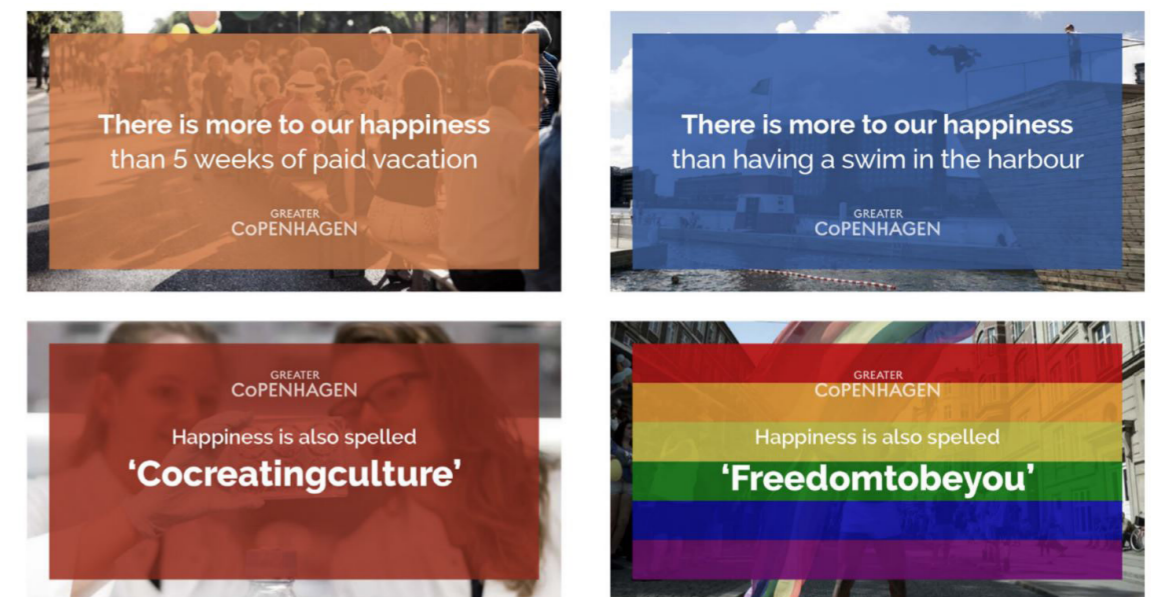 There is more to our happiness
than 5 weeks of paid vacation
GREATER
CoPENHAGEN
There is more to our happiness
than having a swim in the harbour
GREATER
CoPENHAGEN
GREATER
CoPENHAGEN
Happiness is also spelled
‘Cocreatingculture’
GREATER
CoPENHAGEN
Happiness is also spelled
‘Freedomtobeyou’